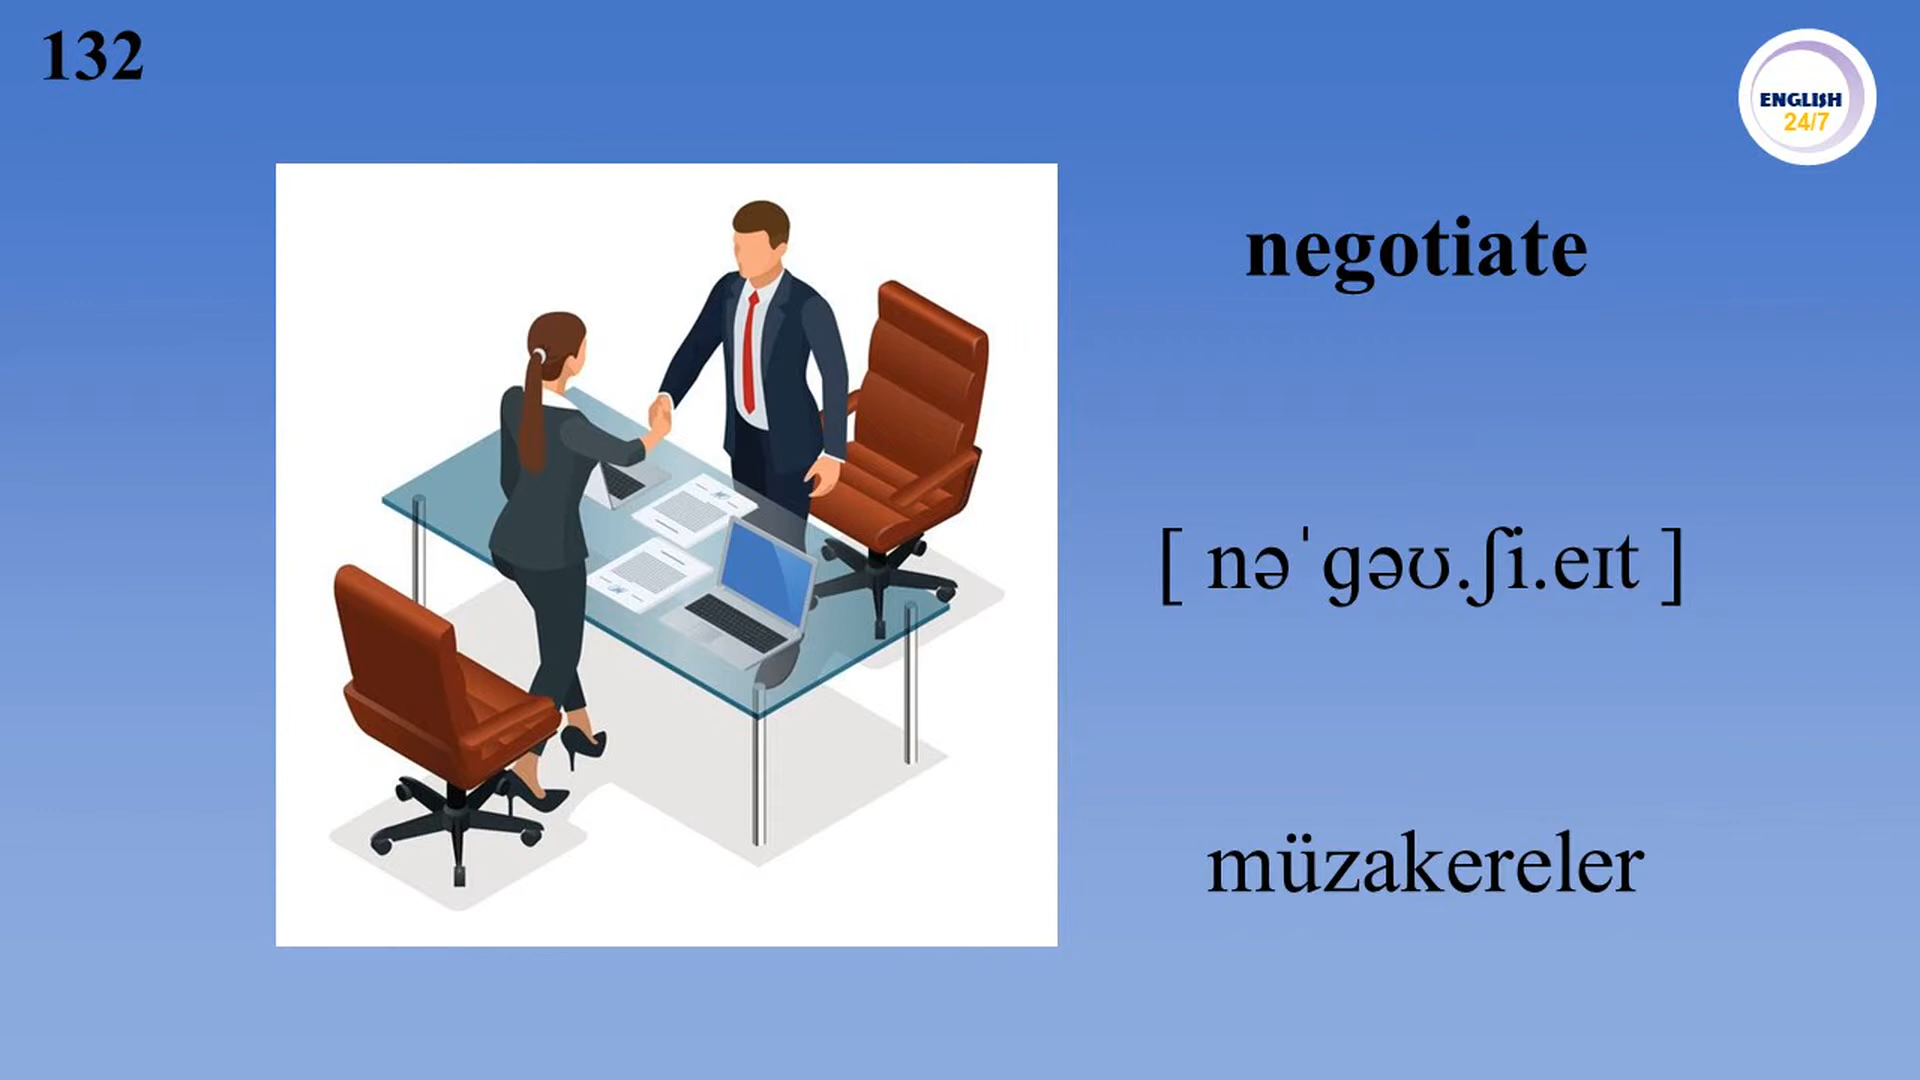 132
ENGLISH
24/7
negotiate
[ nəˈɡəʊ.ʃi.eɪt ]
müzakereler